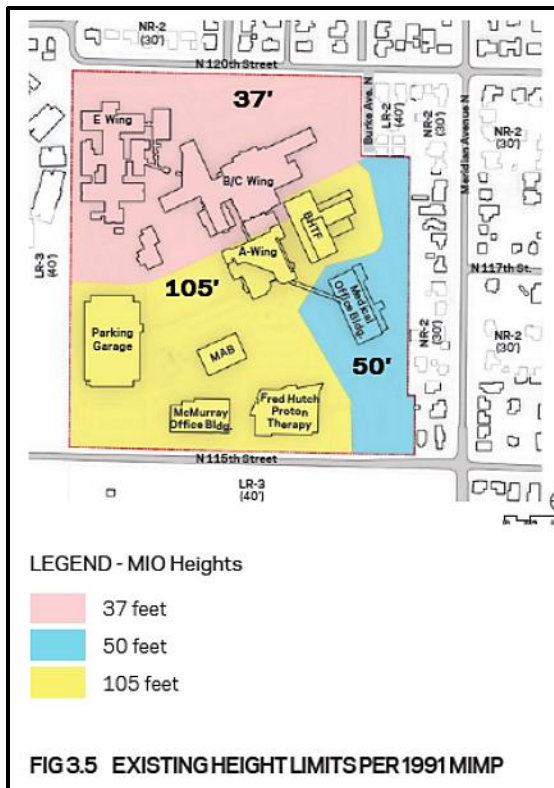 NR-2
(30')
N 120th Street
37'
Burke Ave. N
LR-2
(40')
NR-2
(30')
Meridian Avenue N
NR-2
(30')
E Wing
B/C Wing
BHTF
A-Wing
LR-3
(40')
105'
Medical
Office Bldg.
N 117th St.
Parking
Garage
MAB
50'
NR-2
(30')
NR-2
(30')
McMurray
Office Bldg.
Fred Hutch
Proton
Therapy
N 115th Street
LR-3
(40')
LEGEND - MIO Heights
37 feet
50 feet
105 feet
FIG 3.5 EXISTING HEIGHT LIMITS PER 1991 MIMP